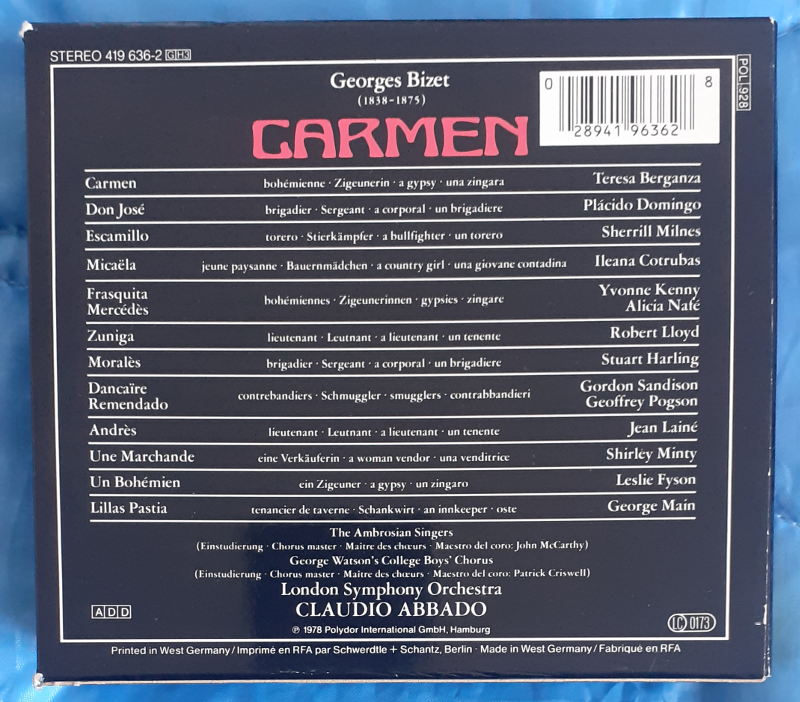 STEREO 419 636-2 GH3
POL.928
Georges Bizet
(1838-1875)
CARMEN
0 28941 96362 8
Carmen bohémienne · Zigeunerin · a gypsy · una zingara Teresa Berganza
Don José brigadier · Sergeant · a corporal · un brigadiere Plácido Domingo
Escamillo torero · Stierkämpfer · a bullfighter · un torero Sherrill Milnes
Micaëla jeune paysanne · Bauernmädchen · a country girl · una giovane contadina Ileana Cotrubas
Frasquita Yvonne Kenny
bohémiennes · Zigeunerinnen · gypsies · zingare
Mercédès Alicia Nafé
Zuniga lieutenant · Leutnant · a lieutenant · un tenente Robert Lloyd
Moralès brigadier · Sergeant · a corporal · un brigadiere Stuart Harling
Dancaïre Gordon Sandison
contrebandiers · Schmuggler · smugglers · contrabbandieri
Remendado Geoffrey Pogson
Andrès lieutenant · Leutnant · a lieutenant · un tenente Jean Lainé
Une Marchande eine Verkäuferin · a woman vendor · una venditrice Shirley Minty
Un Bohémien ein Zigeuner · a gypsy · un zingaro Leslie Fyson
Lillas Pastia tenancier de taverne · Schankwirt · an innkeeper · oste George Main
The Ambrosian Singers
(Einstudierung · Chorus master · Maître des chœurs · Maestro del coro: John McCarthy)
George Watson's College Boys' Chorus
(Einstudierung · Chorus master · Maître des chœurs · Maestro del coro: Patrick Criswell)
London Symphony Orchestra
CLAUDIO ABBADO
ADD
℗ 1978 Polydor International GmbH, Hamburg
LC 0173
Printed in West Germany/Imprimé en RFA par Schwerdtle + Schantz, Berlin · Made in West Germany/Fabriqué en RFA